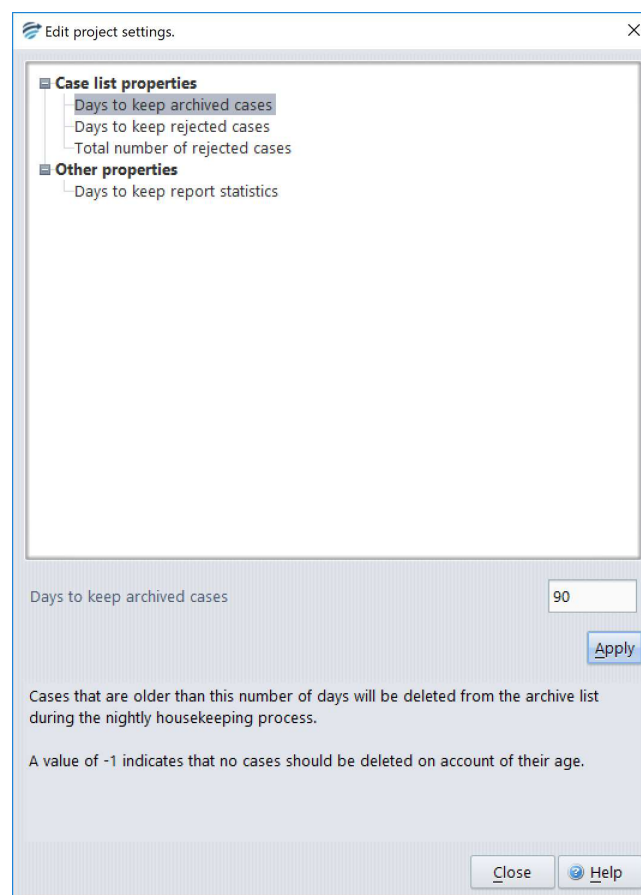 Edit project settings.
Case list properties
Days to keep archived cases
Days to keep rejected cases
Total number of rejected cases
Other properties
Days to keep report statistics
Days to keep archived cases 90
Apply
Cases that are older than this number of days will be deleted from the archive list
during the nightly housekeeping process.
A value of -1 indicates that no cases should be deleted on account of their age.
Close Help